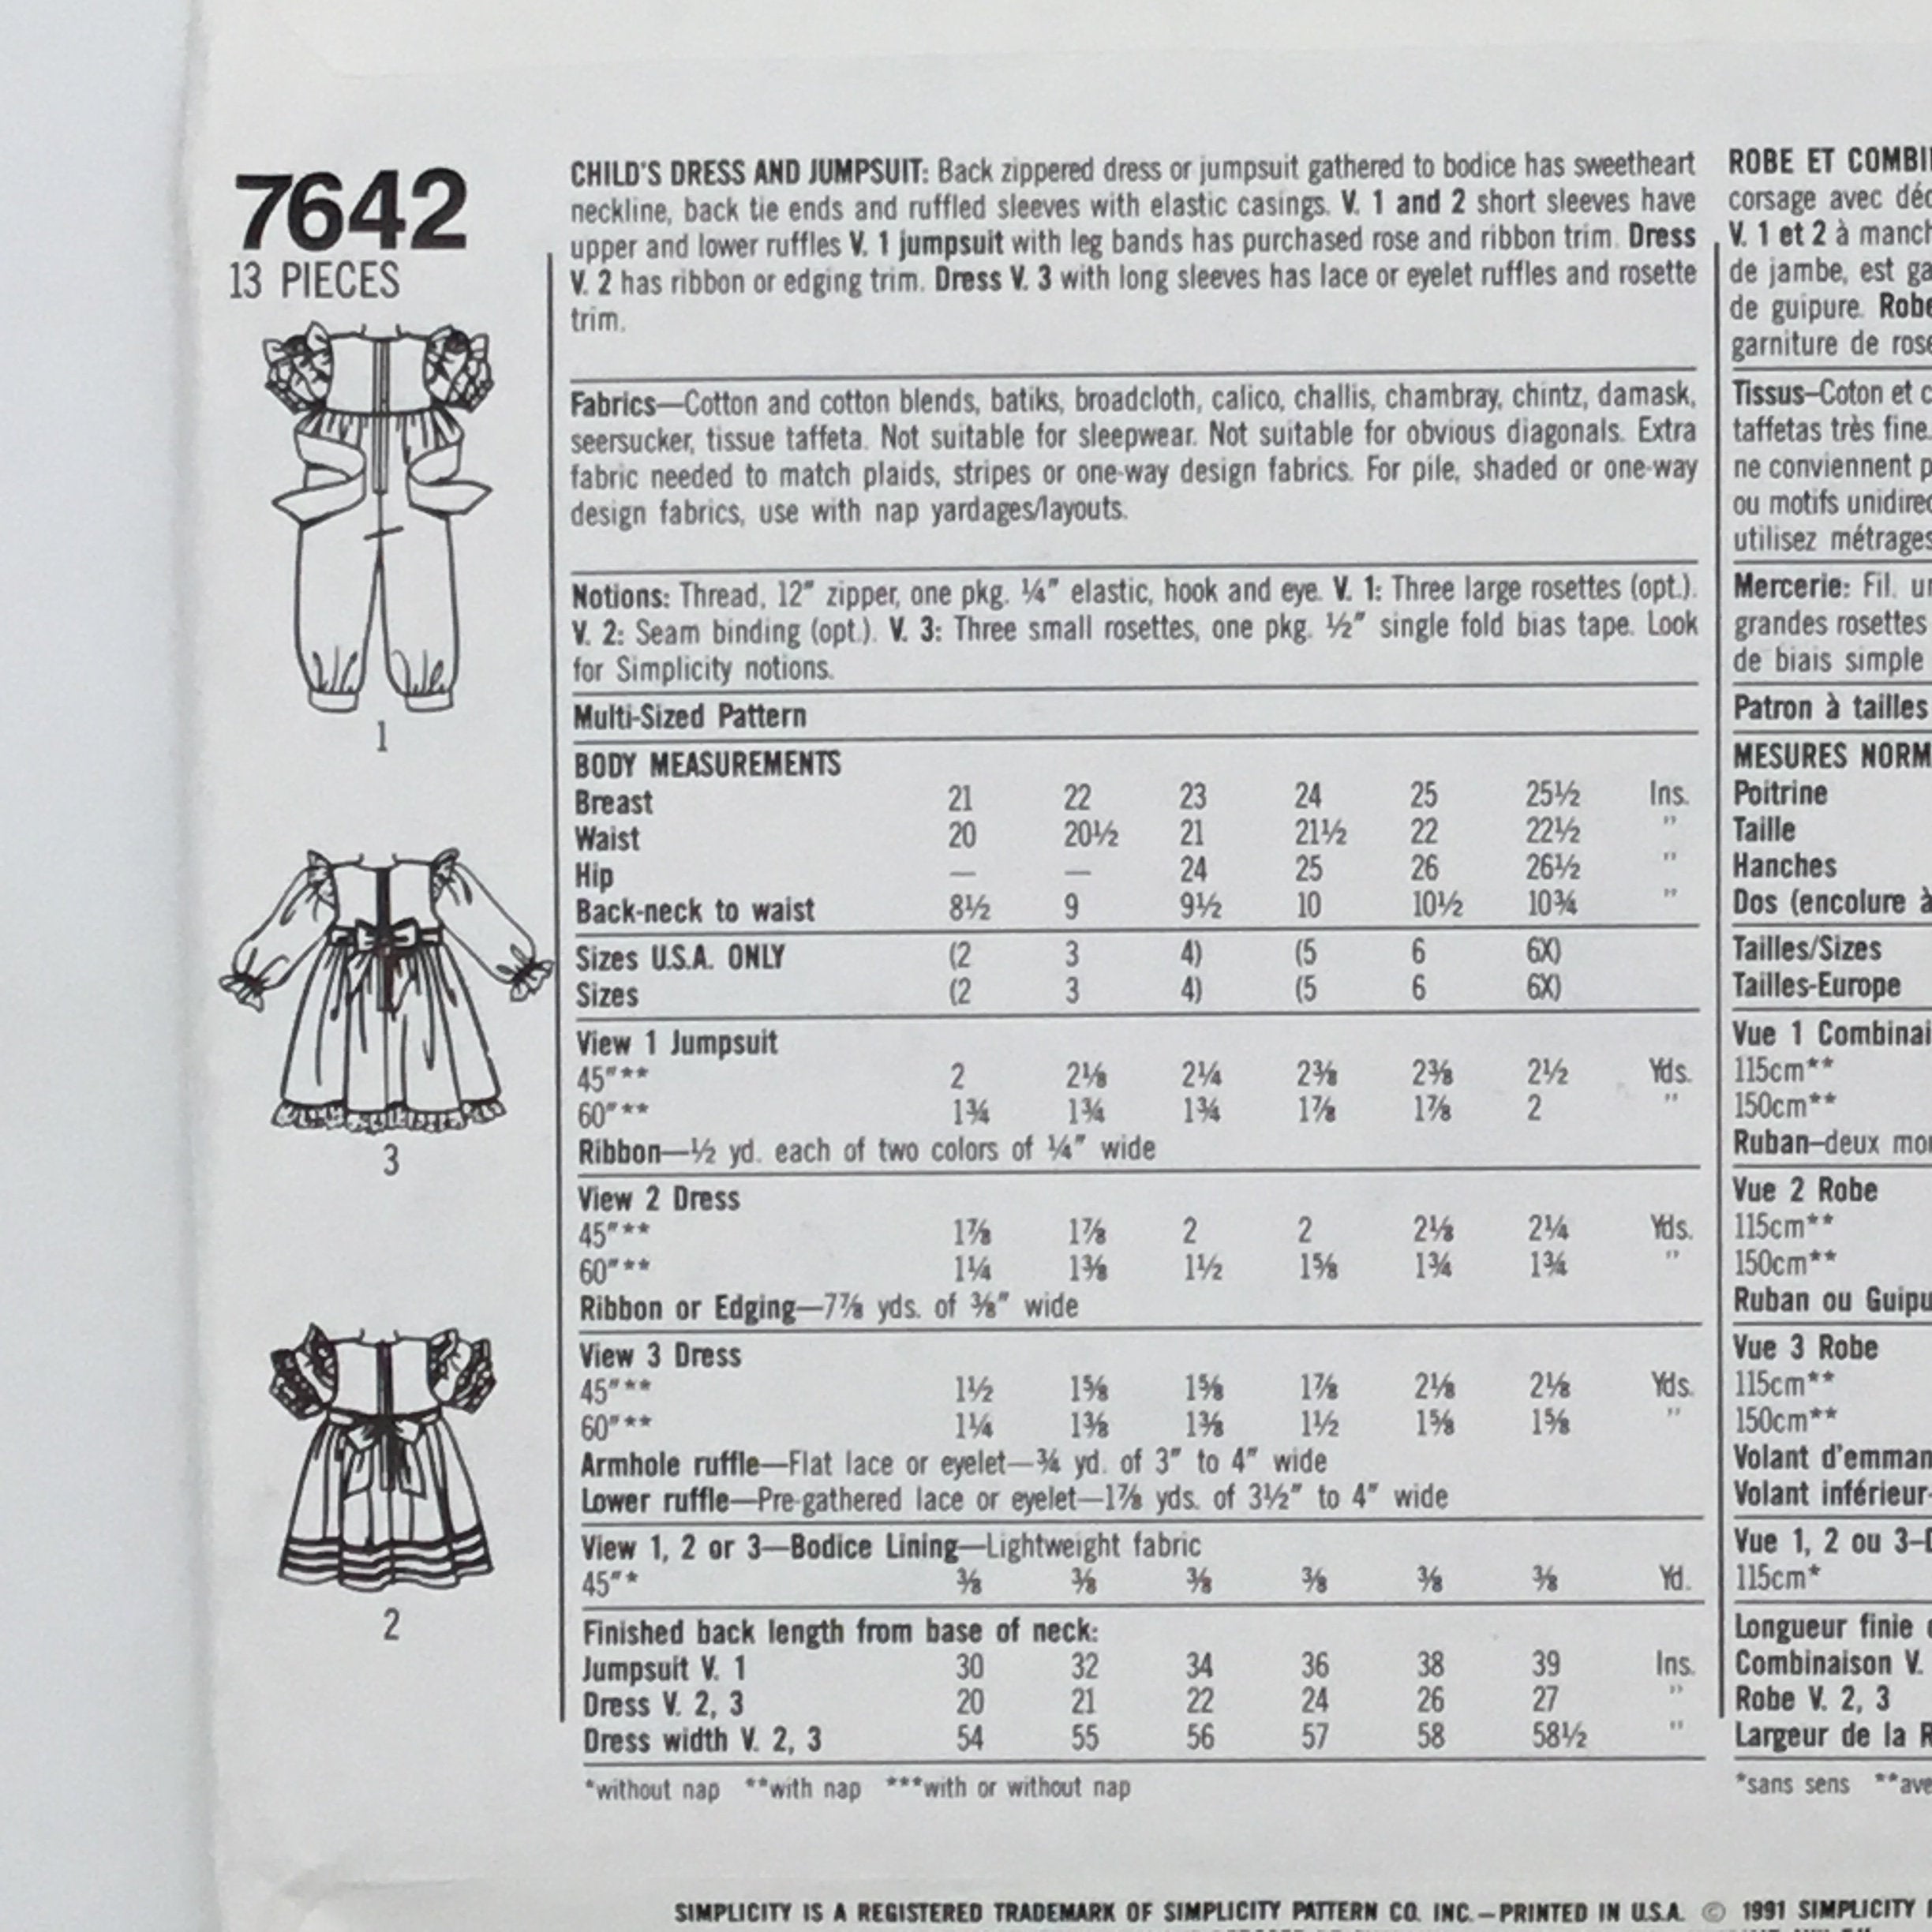 7642
13 PIECES
1
3
2
CHILD'S DRESS AND JUMPSUIT: Back zippered dress or jumpsuit gathered to bodice has sweetheart
neckline, back tie ends and ruffled sleeves with elastic casings. V. 1 and 2 short sleeves have
upper and lower ruffles V. 1 jumpsuit with leg bands has purchased rose and ribbon trim. Dress
V. 2 has ribbon or edging trim. Dress V. 3 with long sleeves has lace or eyelet ruffles and rosette
trim.
Fabrics—Cotton and cotton blends, batiks, broadcloth, calico, challis, chambray, chintz, damask,
seersucker, tissue taffeta. Not suitable for sleepwear. Not suitable for obvious diagonals. Extra
fabric needed to match plaids, stripes or one-way design fabrics. For pile, shaded or one-way
design fabrics, use with nap yardages/layouts.
Notions: Thread, 12" zipper, one pkg. ¼" elastic, hook and eye. V. 1: Three large rosettes (opt.).
V. 2: Seam binding (opt.). V. 3: Three small rosettes, one pkg. ½" single fold bias tape. Look
for Simplicity notions.
Multi-Sized Pattern
BODY MEASUREMENTS
Breast 21 22 23 24 25 25½ Ins.
Waist 20 20½ 21 21½ 22 22½ "
Hip — — 24 25 26 26½ "
Back-neck to waist 8½ 9 9½ 10 10½ 10¾ "
Sizes U.S.A. ONLY (2 3 4) (5 6 6X)
Sizes (2 3 4) (5 6 6X)
View 1 Jumpsuit
45"** 2 2⅛ 2¼ 2⅜ 2⅜ 2½ Yds.
60"** 1¾ 1¾ 1¾ 1⅞ 1⅞ 2 "
Ribbon—½ yd. each of two colors of ¼" wide
View 2 Dress
45"** 1⅞ 1⅞ 2 2 2⅛ 2¼ Yds.
60"** 1¼ 1⅜ 1½ 1⅝ 1¾ 1¾ "
Ribbon or Edging—7⅞ yds. of ⅜" wide
View 3 Dress
45"** 1½ 1⅝ 1⅝ 1⅞ 2⅛ 2⅛ Yds.
60"** 1¼ 1⅜ 1⅜ 1½ 1⅝ 1⅝ "
Armhole ruffle—Flat lace or eyelet—¾ yd. of 3" to 4" wide
Lower ruffle—Pre-gathered lace or eyelet—1⅞ yds. of 3½" to 4" wide
View 1, 2 or 3—Bodice Lining—Lightweight fabric
45"* ⅜ ⅜ ⅜ ⅜ ⅜ ⅜ Yd.
Finished back length from base of neck:
Jumpsuit V. 1 30 32 34 36 38 39 Ins.
Dress V. 2, 3 20 21 22 24 26 27 "
Dress width V. 2, 3 54 55 56 57 58 58½ "
*without nap **with nap ***with or without nap
ROBE ET COMBI
corsage avec déc
V. 1 et 2 à manch
de jambe, est ga
de guipure. Robe
garniture de rose
Tissus–Coton et c
taffetas très fine.
ne conviennent p
ou motifs unidirec
utilisez métrages
Mercerie: Fil. un
grandes rosettes
de biais simple
Patron à tailles
MESURES NORM
Poitrine
Taille
Hanches
Dos (encolure à
Tailles/Sizes
Tailles-Europe
Vue 1 Combinai
115cm**
150cm**
Ruban–deux mor
Vue 2 Robe
115cm**
150cm**
Ruban ou Guipu
Vue 3 Robe
115cm**
150cm**
Volant d'emman
Volant inférieur-
Vue 1, 2 ou 3–D
115cm*
Longueur finie
Combinaison V.
Robe V. 2, 3
Largeur de la R
*sans sens **ave
SIMPLICITY IS A REGISTERED TRADEMARK OF SIMPLICITY PATTERN CO. INC.—PRINTED IN U.S.A. © 1991 SIMPLICITY